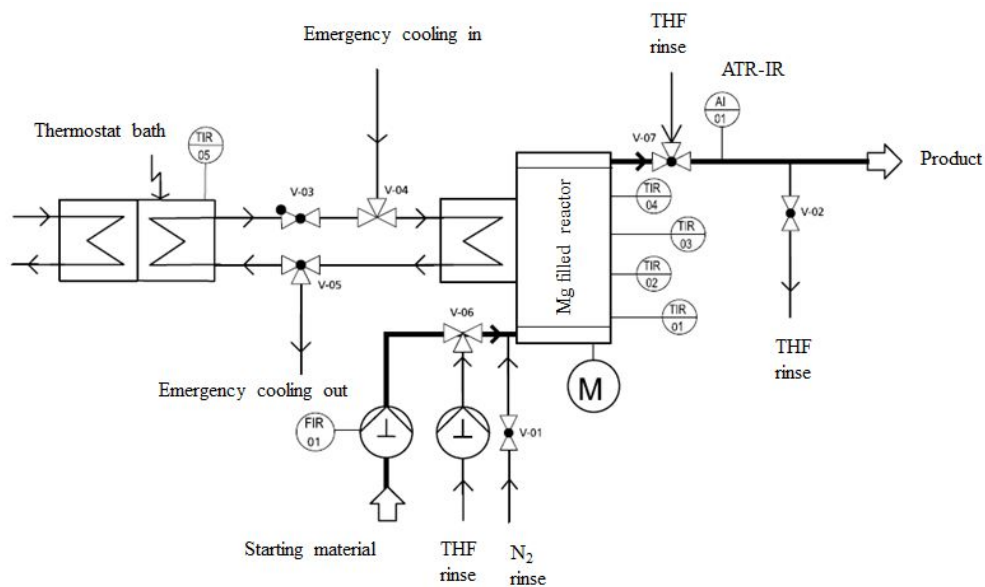 THF
rinse
Emergency cooling in
ATR-IR
AI
01
Thermostat bath
TIR
05
V-07
V-03
V-04
Product
TIR
04
V-02
TIR
03
Mg filled reactor
TIR
02
V-05
V-06
TIR
01
THF
rinse
Emergency cooling out
M
FIR
01
V-01
Starting material
THF
rinse
N₂
rinse